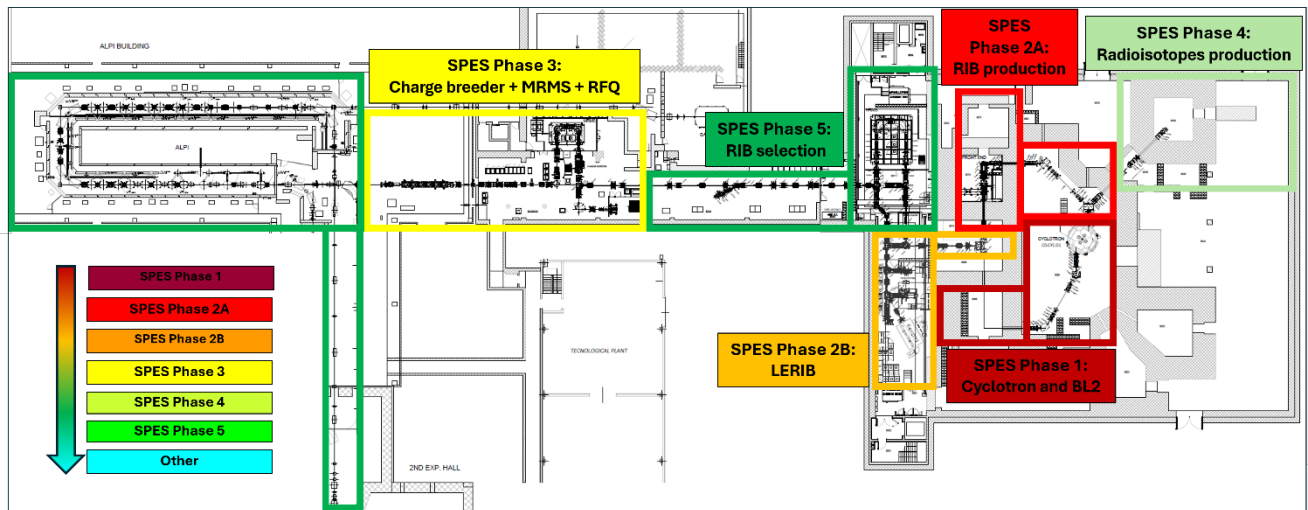 ALPI BUILDING
SPES Phase 3:
Charge breeder + MRMS + RFQ
SPES
Phase 2A:
RIB production
SPES Phase 4:
Radioisotopes production
SPES Phase 5:
RIB selection
ALPI
FRONT END
CYCLOTRON
SPES Phase 1
SPES Phase 2A
SPES Phase 2B
SPES Phase 3
SPES Phase 4
SPES Phase 5
Other
TECNOLOGICAL PLANT
SPES Phase 2B:
LERIB
SPES Phase 1:
Cyclotron and BL2
2ND EXP. HALL